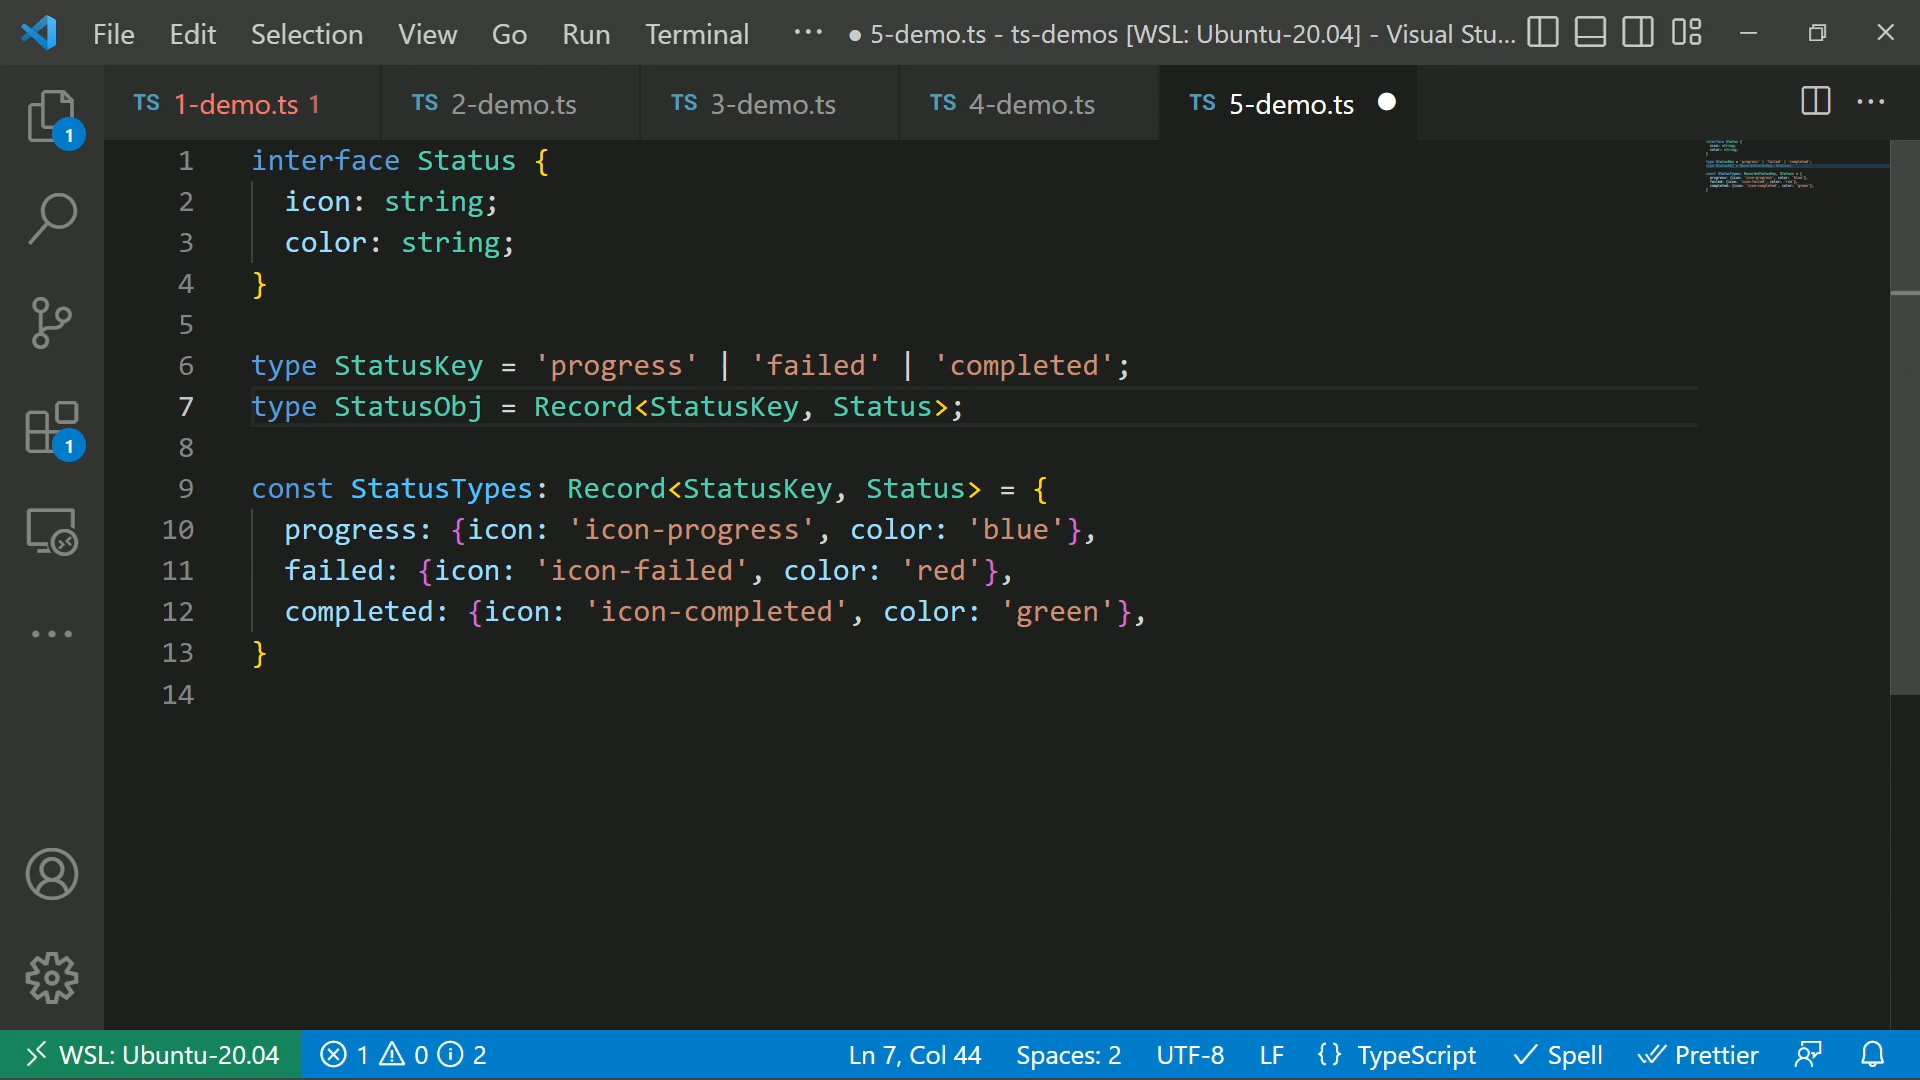 File Edit Selection View Go Run Terminal ··· ● 5-demo.ts - ts-demos [WSL: Ubuntu-20.04] - Visual Stu...
TS 1-demo.ts 1 TS 2-demo.ts TS 3-demo.ts TS 4-demo.ts TS 5-demo.ts ●
1 interface Status {
2 icon: string;
3 color: string;
4 }
5
6 type StatusKey = 'progress' | 'failed' | 'completed';
7 type StatusObj = Record<StatusKey, Status>;
8
9 const StatusTypes: Record<StatusKey, Status> = {
10 progress: {icon: 'icon-progress', color: 'blue'},
11 failed: {icon: 'icon-failed', color: 'red'},
12 completed: {icon: 'icon-completed', color: 'green'},
13 }
14
1
1
WSL: Ubuntu-20.04 1 0 2 Ln 7, Col 44 Spaces: 2 UTF-8 LF {} TypeScript Spell Prettier